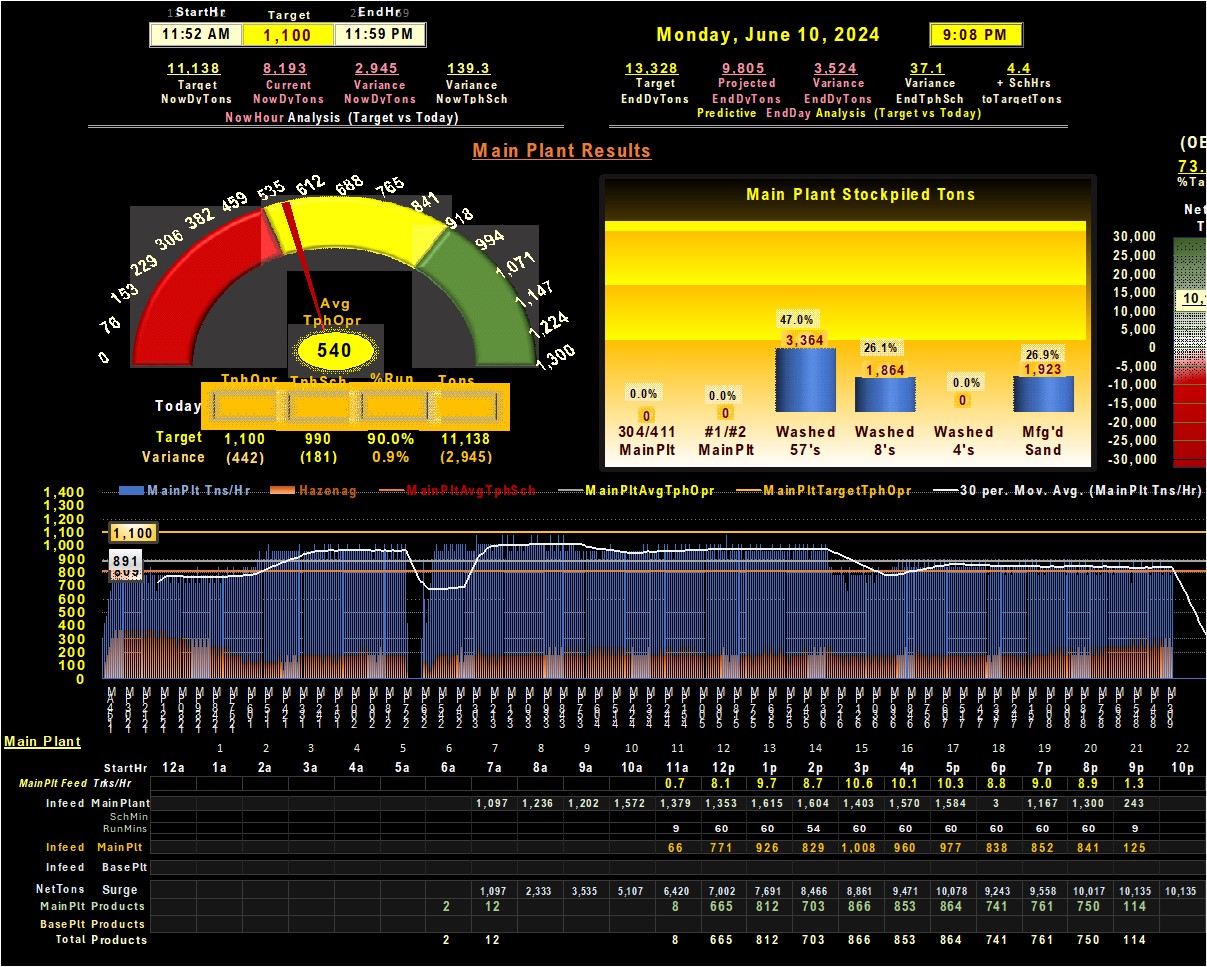 StartHr Target EndHr
11:52 AM 1,100 11:59 PM
Monday, June 10, 2024 9:08 PM
11,138 8,193 2,945 139.3
Target Current Variance Variance
NowDyTons NowDyTons NowDyTons NowTphSch
NowHour Analysis (Target vs Today)
13,328 9,805 3,524 37.1 4.4
Target Projected Variance Variance + SchHrs
EndDyTons EndDyTons EndDyTons EndTphSch toTargetTons
Predictive EndDay Analysis (Target vs Today)
Main Plant Results
0 76 153 229 306 382 459 535 612 688 765 841 918 994 1,071 1,147 1,224 1,300
Avg
TphOpr
540
TphOpr TphSch %Run Tons
Today
Target 1,100 990 90.0% 11,138
Variance (442) (181) 0.9% (2,945)
Main Plant Stockpiled Tons
0.0% 0.0% 47.0% 26.1% 0.0% 26.9%
0 0 3,364 1,864 0 1,923
304/411 #1/#2 Washed Washed Washed Mfg'd
MainPlt MainPlt 57's 8's 4's Sand
(OE
73.
%Ta
Net
T
30,000
25,000
20,000
15,000
10,000
5,000
0
-5,000
-10,000
-15,000
-20,000
-25,000
-30,000
MainPlt Tns/Hr Hazenag MainPltAvgTphSch MainPltAvgTphOpr MainPltTargetTphOpr 30 per. Mov. Avg. (MainPlt Tns/Hr)
1,400
1,300
1,200
1,100
1,000
900
800
700
600
500
400
300
200
100
0
1,100
891
Main Plant
1 2 3 4 5 6 7 8 9 10 11 12 13 14 15 16 17 18 19 20 21 22
StartHr 12a 1a 2a 3a 4a 5a 6a 7a 8a 9a 10a 11a 12p 1p 2p 3p 4p 5p 6p 7p 8p 9p 10p
MainPlt Feed Trks/Hr 0.7 8.1 9.7 8.7 10.6 10.1 10.3 8.8 9.0 8.9 1.3
Infeed MainPlant 1,097 1,236 1,202 1,572 1,379 1,353 1,615 1,604 1,403 1,570 1,584 3 1,167 1,300 243
SchMin
RunMins 9 60 60 54 60 60 60 60 60 60 9
Infeed MainPlt 66 771 926 829 1,008 960 977 838 852 841 125
Infeed BasePlt
NetTons Surge 1,097 2,333 3,535 5,107 6,420 7,002 7,691 8,466 8,861 9,471 10,078 9,243 9,558 10,017 10,135 10,135
MainPlt Products 2 12 8 665 812 703 866 853 864 741 761 750 114
BasePlt Products
Total Products 2 12 8 665 812 703 866 853 864 741 761 750 114